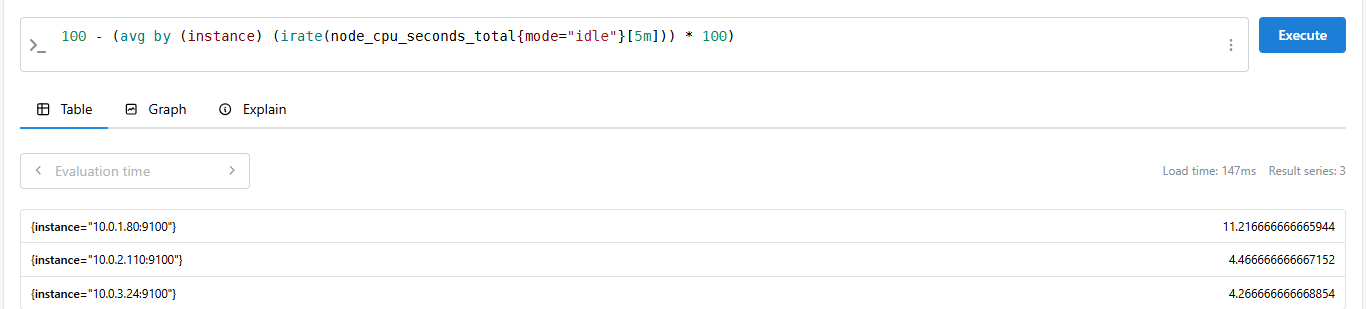 100 - (avg by (instance) (irate(node_cpu_seconds_total{mode="idle"}[5m])) * 100)
Execute
Table Graph Explain
Evaluation time
Load time: 147ms Result series: 3
{instance="10.0.1.80:9100"} 11.216666666665944
{instance="10.0.2.110:9100"} 4.466666666667152
{instance="10.0.3.24:9100"} 4.266666666668854